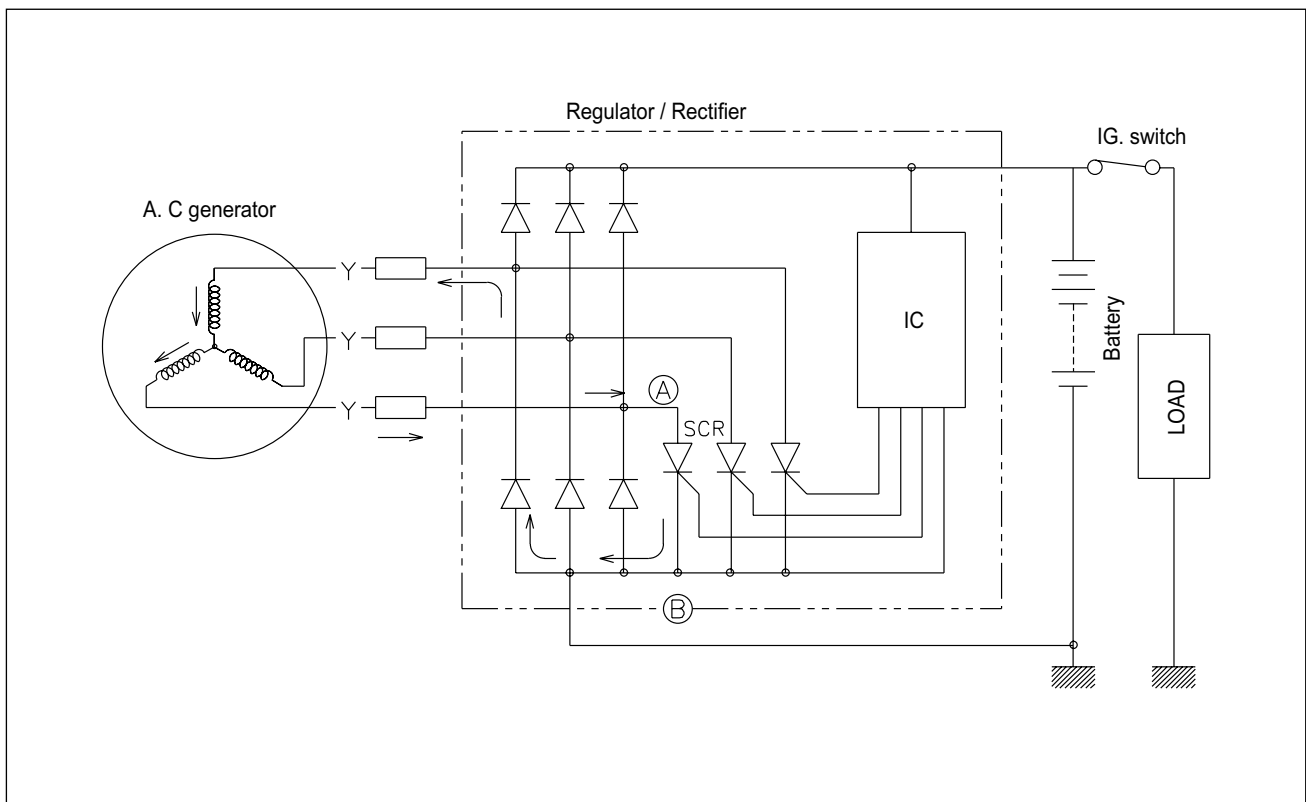 Regulator / Rectifier
IG. switch
A. C generator
Y
Y
Y
IC
Battery
LOAD
A
SCR
B